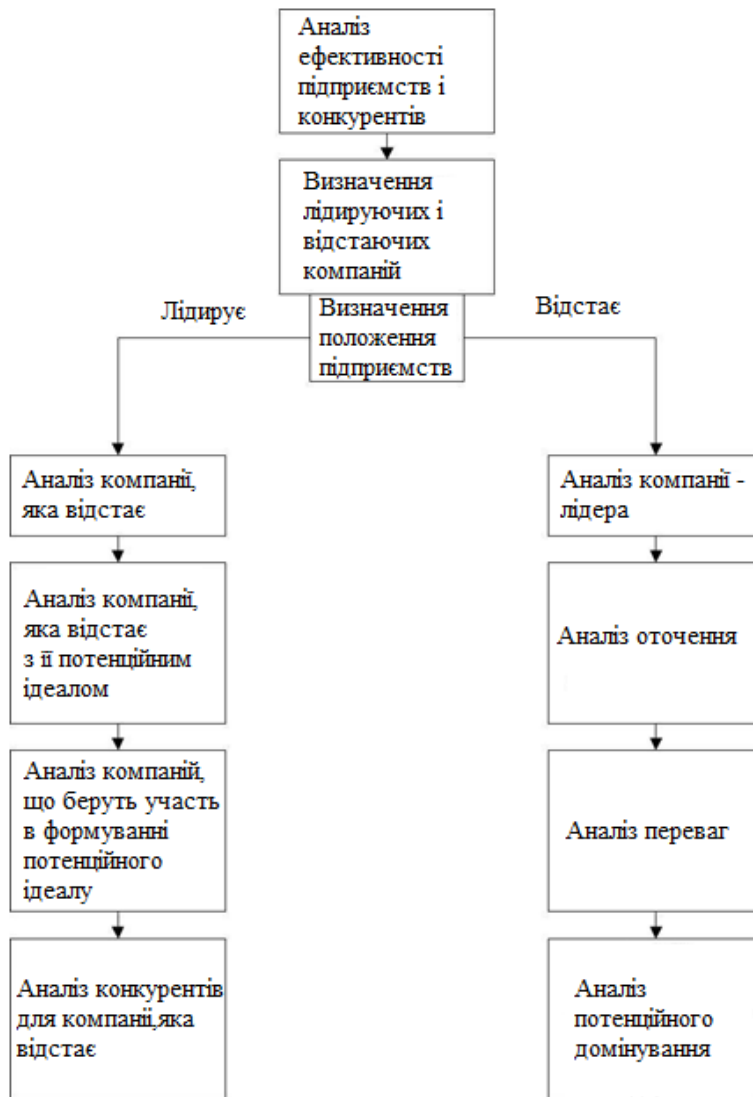 Аналіз
ефективності
підприємств і
конкурентів
Визначення
лідируючих і
відстаючих
компаній
Лідирує
Визначення
положення
підприємств
Відстає
Аналіз компанії,
яка відстає
Аналіз компанії,
яка відстає
з її потенційним
ідеалом
Аналіз компаній,
що беруть участь
в формуванні
потенційного
ідеалу
Аналіз конкурентів
для компанії,яка
відстає
Аналіз компанії -
лідера
Аналіз оточення
Аналіз переваг
Аналіз
потенційного
домінування